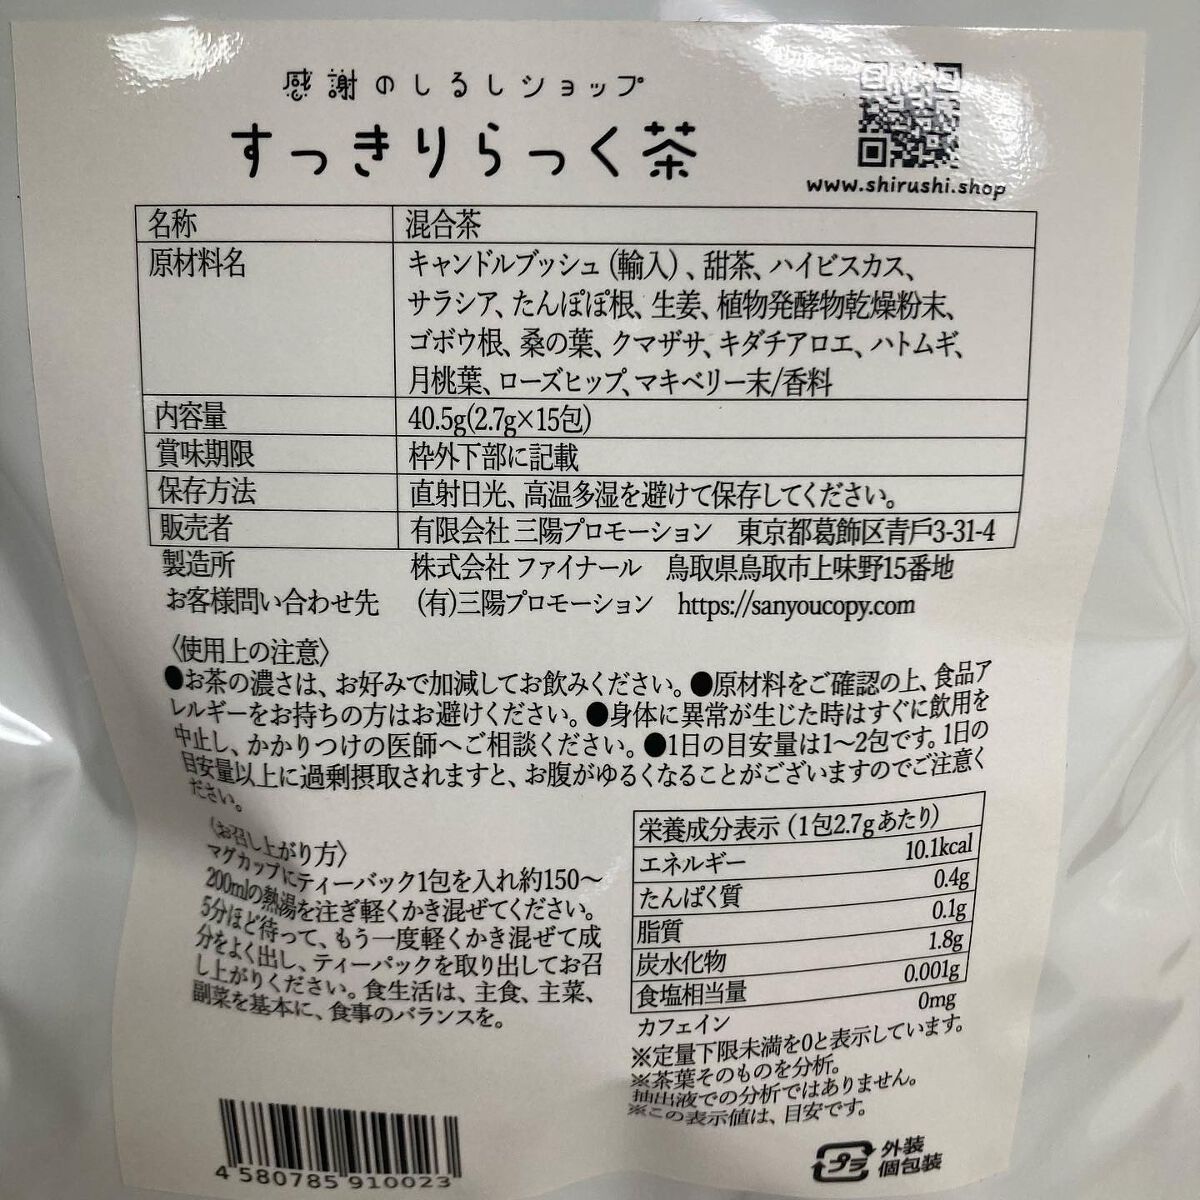 感謝のしるしショップ
すっきりらっく茶
www.shirushi.shop
名称 混合茶
原材料名 キャンドルブッシュ（輸入）、甜茶、ハイビスカス、
サラシア、たんぽぽ根、生姜、植物発酵物乾燥粉末、
ゴボウ根、桑の葉、クマザサ、キダチアロエ、ハトムギ、
月桃葉、ローズヒップ、マキベリー末/香料
内容量 40.5g(2.7g×15包)
賞味期限 枠外下部に記載
保存方法 直射日光、高温多湿を避けて保存してください。
販売者 有限会社 三陽プロモーション 東京都葛飾区青戸3-31-4
製造所 株式会社 ファイナール 鳥取県鳥取市上味野15番地
お客様問い合わせ先 (有)三陽プロモーション https://sanyoucopy.com
〈使用上の注意〉
●お茶の濃さは、お好みで加減してお飲みください。●原材料をご確認の上、食品ア
レルギーをお持ちの方はお避けください。●身体に異常が生じた時はすぐに飲用を
中止し、かかりつけの医師へご相談ください。●1日の目安量は1〜2包です。1日の
目安量以上に過剰摂取されますと、お腹がゆるくなることがございますのでご注意く
ださい。
〈お召し上がり方〉
マグカップにティーバック1包を入れ約150〜
200mlの熱湯を注ぎ軽くかき混ぜてください。
5分ほど待って、もう一度軽くかき混ぜて成
分をよく出し、ティーパックを取り出してお召
し上がりください。食生活は、主食、主菜、
副菜を基本に、食事のバランスを。
栄養成分表示（1包2.7gあたり）
エネルギー 10.1kcal
たんぱく質 0.4g
脂質 0.1g
炭水化物 1.8g
食塩相当量 0.001g
カフェイン 0mg
※定量下限未満を0と表示しています。
※茶葉そのものを分析。
抽出液での分析ではありません。
※この表示値は、目安です。
4 580785 910023
プラ 外装
個包装